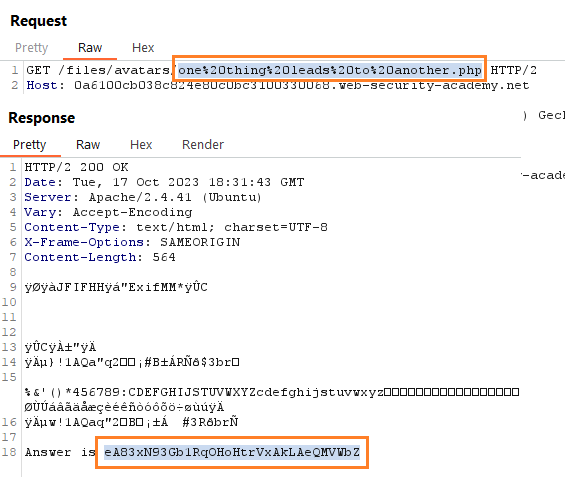 Request
Pretty Raw Hex
1 GET /files/avatars/one%20thing%20leads%20to%20another.php HTTP/2
2 Host: 0a6100cb038c824e80c0bc3100330068.web-security-academy.net
) Geck
Response
Pretty Raw Hex Render
y-acade
1 HTTP/2 200 OK
2 Date: Tue, 17 Oct 2023 18:31:43 GMT
3 Server: Apache/2.4.41 (Ubuntu)
4 Vary: Accept-Encoding
5 Content-Type: text/html; charset=UTF-8
6 X-Frame-Options: SAMEORIGIN
7 Content-Length: 564
8
9 ÿØÿàJFIFHHÿá"ExifMM*ÿÛC
10
11
12
13 ÿÛCÿÀ±"ÿÄ
14 ÿÄµ}!1AQa"q2□□¡#B±ÁRÑð$3br□
15
%&'()*456789:CDEFGHIJSTUVWXYZcdefghijstuvwxyz□□□□□□□□□□□□□□□□□□
ØÙÚáâãäåæçèéêñòóôõö÷øùúÿÄ
16 ÿÄµw!1AQaq"2□B□¡±Á #3RðbrÑ
17
18 Answer is eA83xN93Gb1RqOHoHtrVxAkLAeQMVWbZ